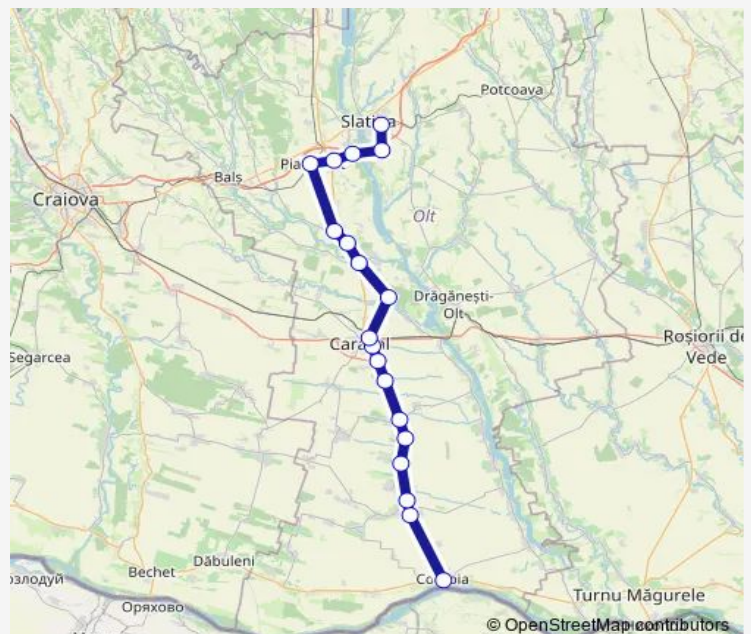 Potcoava
Slatina
Balș
Craiova
Olt
Drăgănești-
Olt
Caracal
Roșiorii de
Vede
Segarcea
Dăbuleni
Bechet
Corabia
Turnu Măgurele
Оряхово
© OpenStreetMap contributors